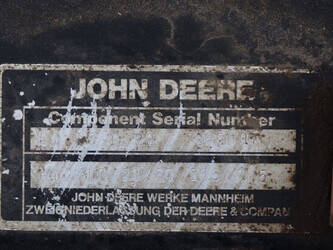 JOHN DEERE
Component Serial Number
JOHN DEERE WERKE MANNHEIM
ZWEIGNIEDERLASSUNG DER DEERE & COMPAN